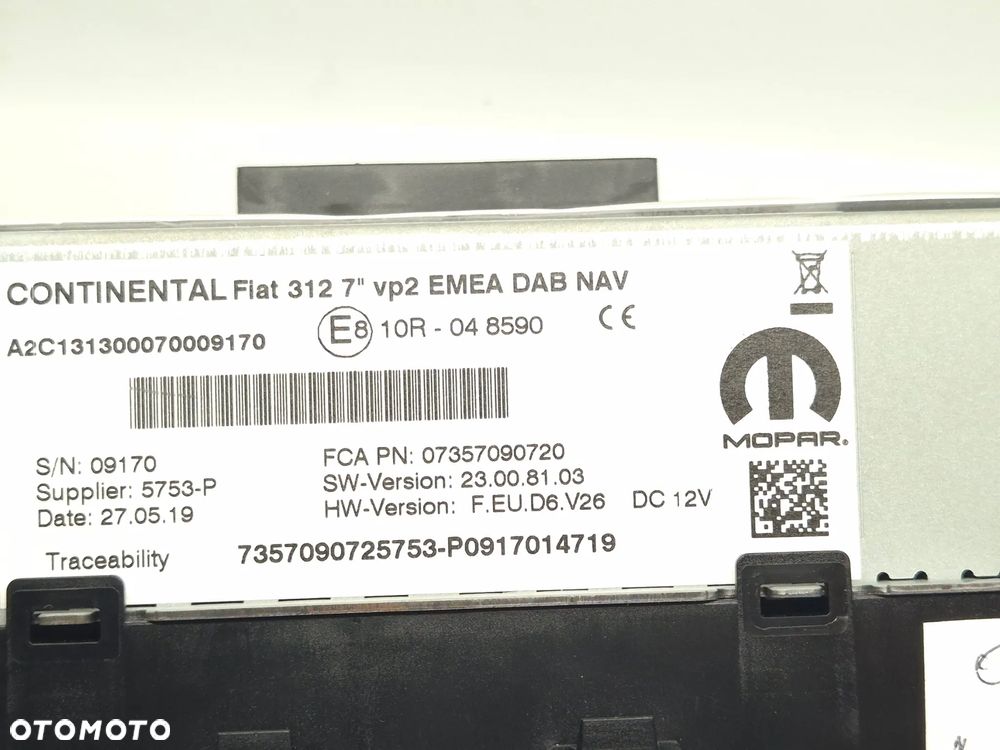 CONTINENTAL Fiat 312 7" vp2 EMEA DAB NAV
A2C131300070009170
E8 10R - 04 8590 CE
MOPAR®
S/N: 09170
Supplier: 5753-P
Date: 27.05.19
FCA PN: 07357090720
SW-Version: 23.00.81.03
HW-Version: F.EU.D6.V26 DC 12V
Traceability 7357090725753-P0917014719
OTOMOTO